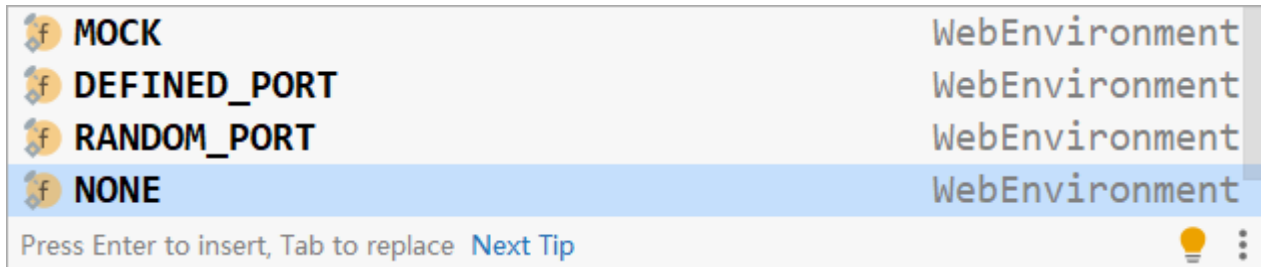 MOCK WebEnvironment
DEFINED_PORT WebEnvironment
RANDOM_PORT WebEnvironment
NONE WebEnvironment
Press Enter to insert, Tab to replace Next Tip